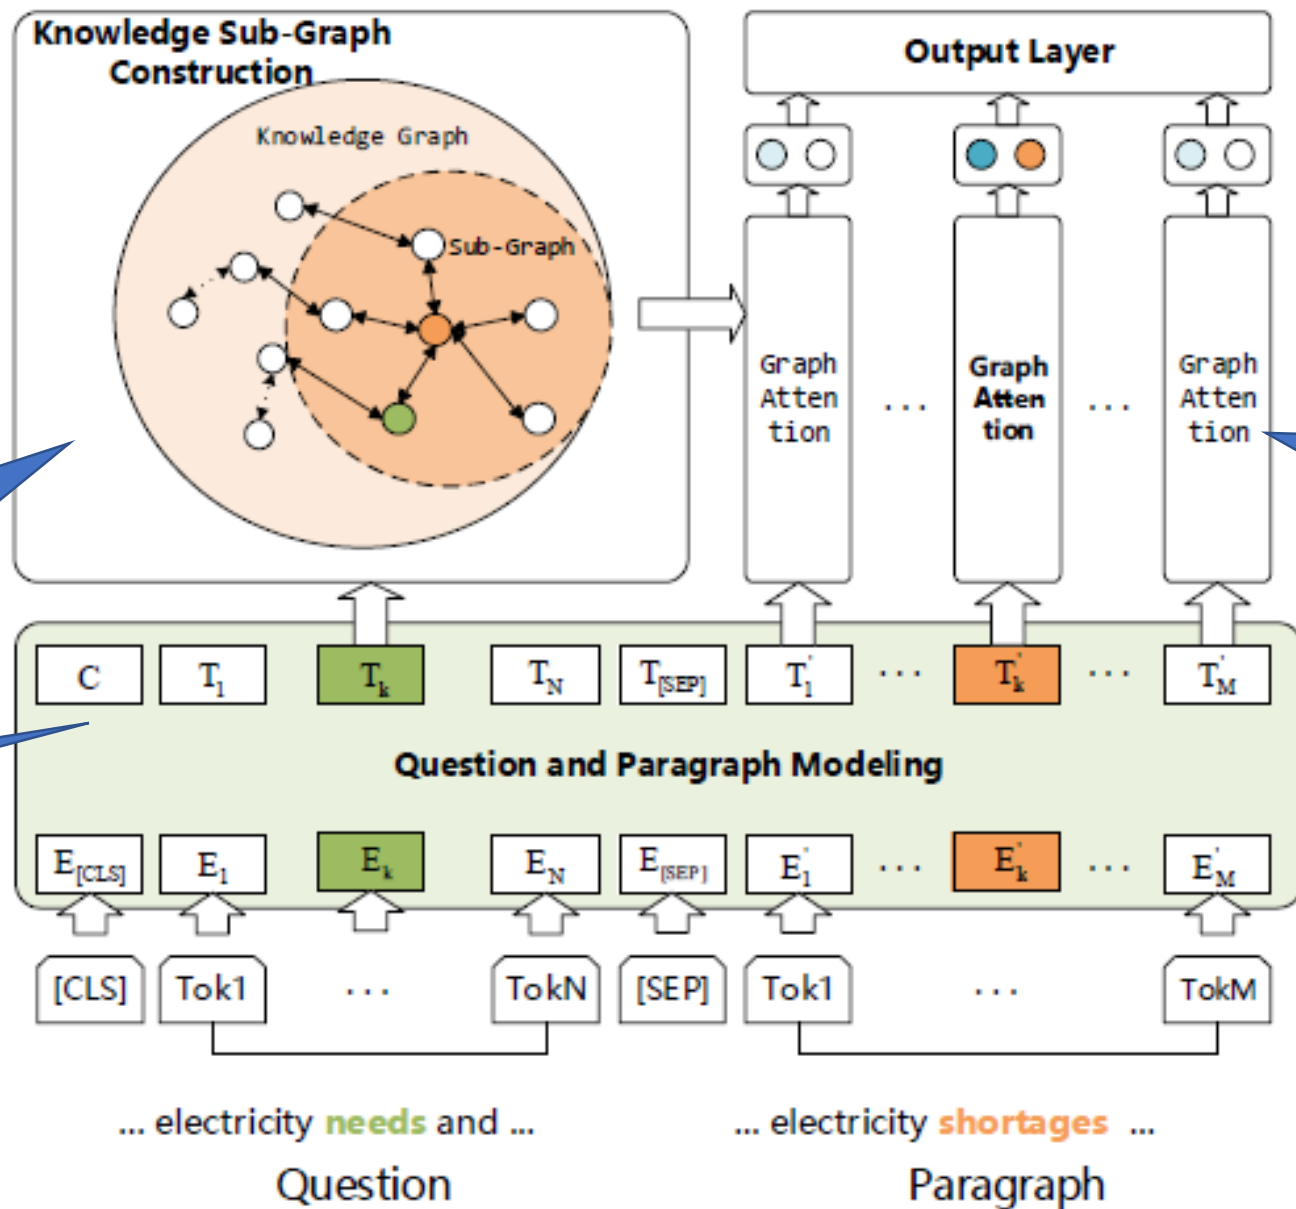 Knowledge Sub-Graph
Construction
Knowledge Graph
Sub-Graph
Output Layer
Graph
Atten
tion
...
Graph
Atten
tion
...
Graph
Atten
tion
C
T1
Tk
TN
T[SEP]
T'1
...
T'k
...
T'M
Question and Paragraph Modeling
E[CLS]
E1
Ek
EN
E[SEP]
E'1
...
E'k
...
E'M
[CLS]
Tok1
...
TokN
[SEP]
Tok1
...
TokM
... electricity needs and ...
... electricity shortages ...
Question
Paragraph